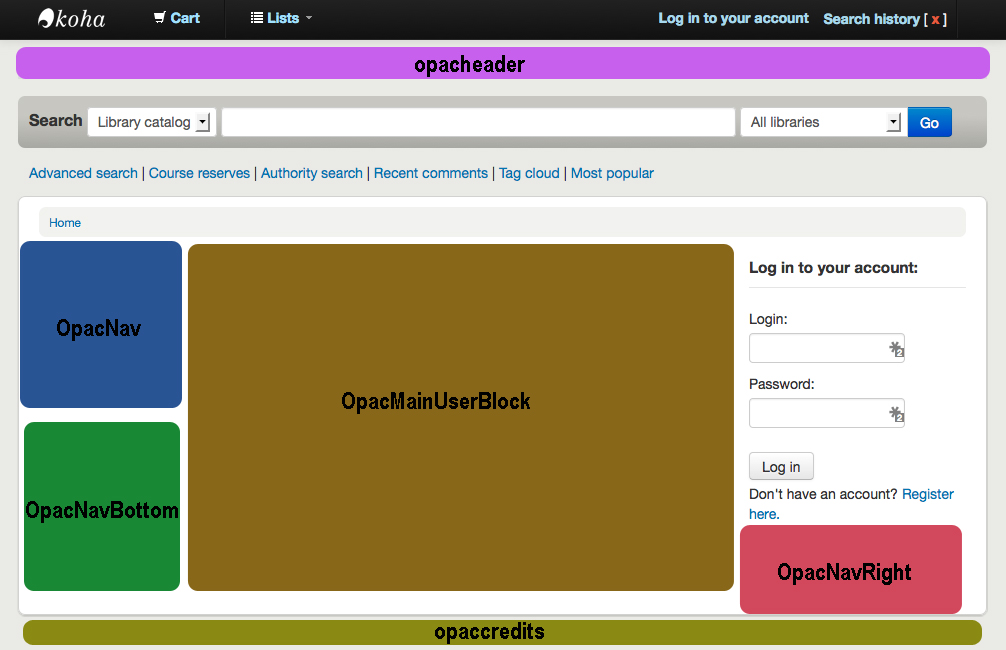 koha Cart Lists Log in to your account Search history [ x ]
opacheader
Search Library catalog All libraries Go
Advanced search | Course reserves | Authority search | Recent comments | Tag cloud | Most popular
Home
OpacNav
OpacNavBottom
OpacMainUserBlock
Log in to your account:
Login:
2
Password:
2
Log in
Don't have an account? Register
here.
OpacNavRight
opaccredits